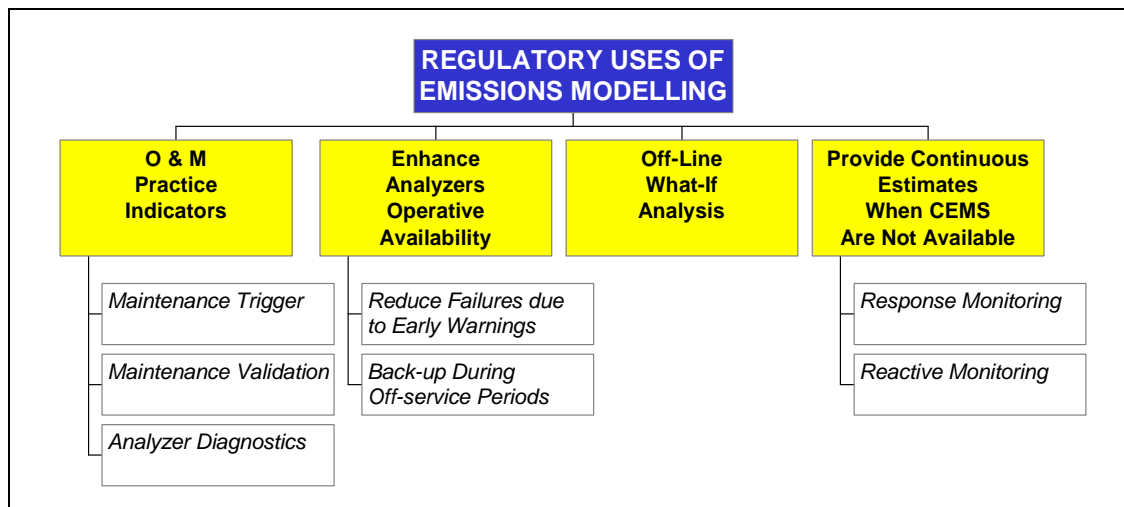 REGULATORY USES OF
EMISSIONS MODELLING
O & M
Practice
Indicators
Enhance
Analyzers
Operative
Availability
Off-Line
What-If
Analysis
Provide Continuous
Estimates
When CEMS
Are Not Available
Maintenance Trigger
Maintenance Validation
Analyzer Diagnostics
Reduce Failures due
to Early Warnings
Back-up During
Off-service Periods
Response Monitoring
Reactive Monitoring